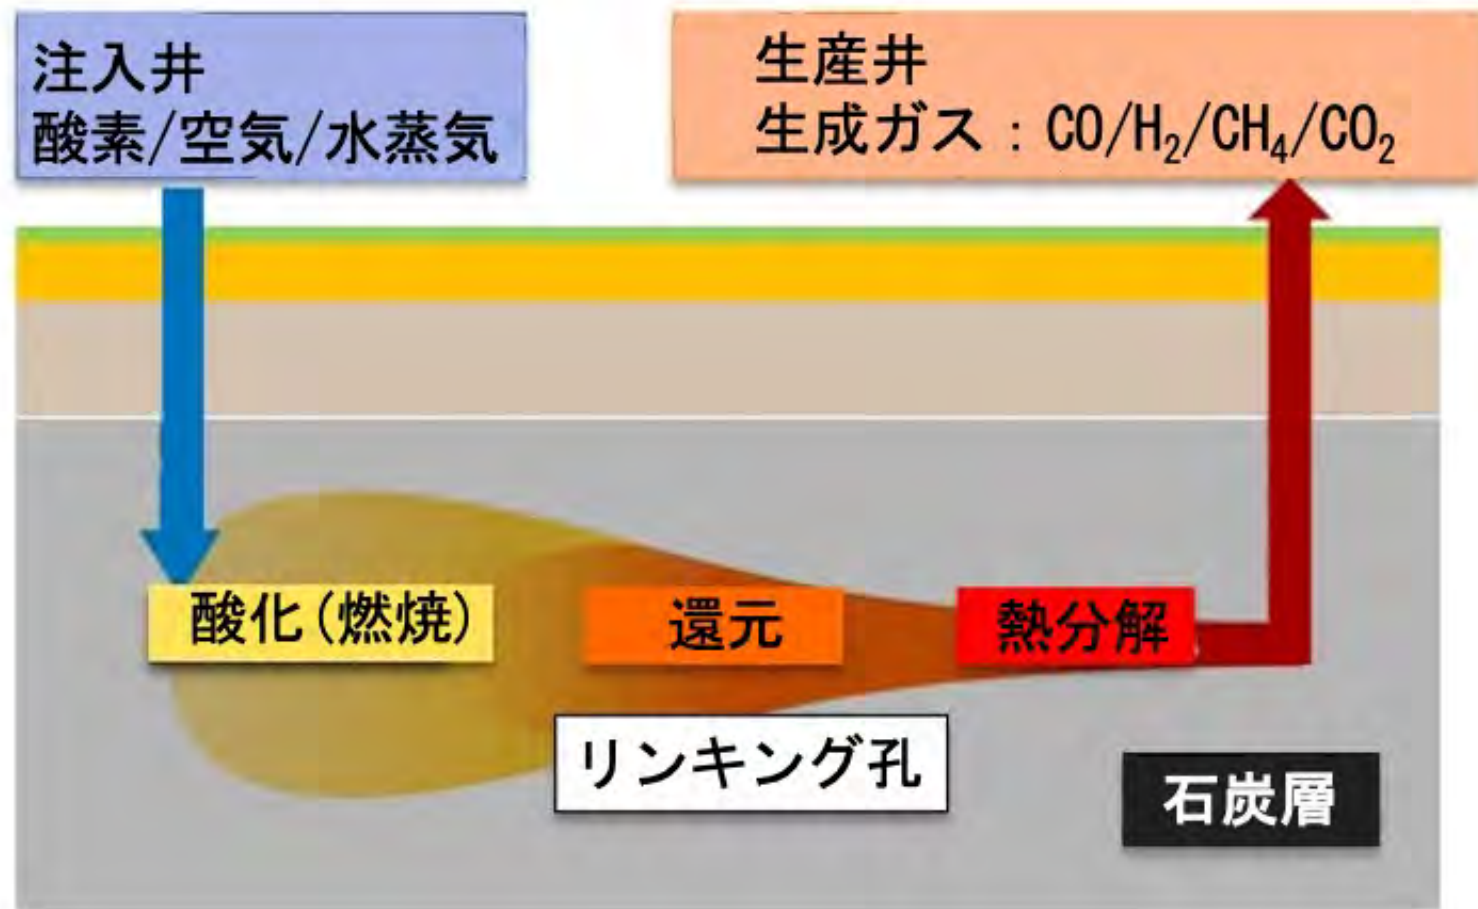 注入井
酸素/空気/水蒸気
生産井
生成ガス：CO/H₂/CH₄/CO₂
酸化(燃焼)
還元
熱分解
リンキング孔
石炭層